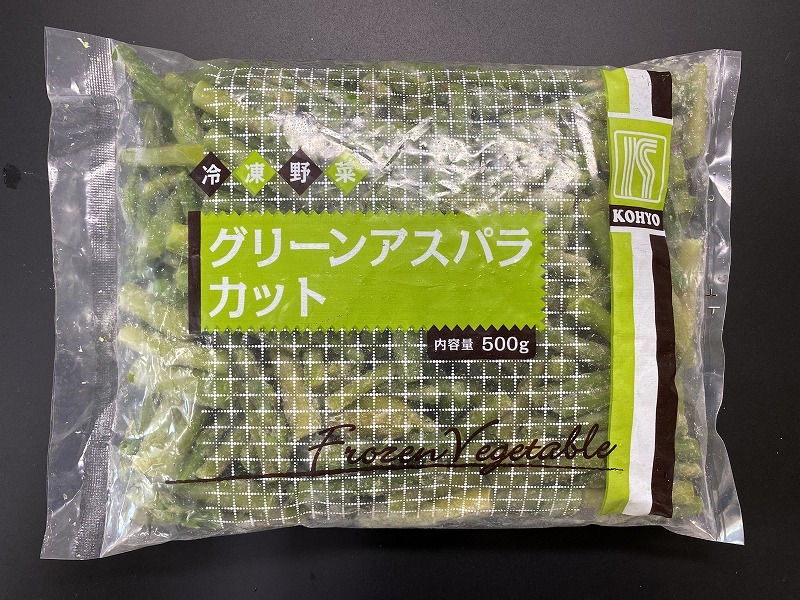 冷凍野菜
KOHYO
グリーンアスパラ
カット
内容量 500g
Frozen Vegetable